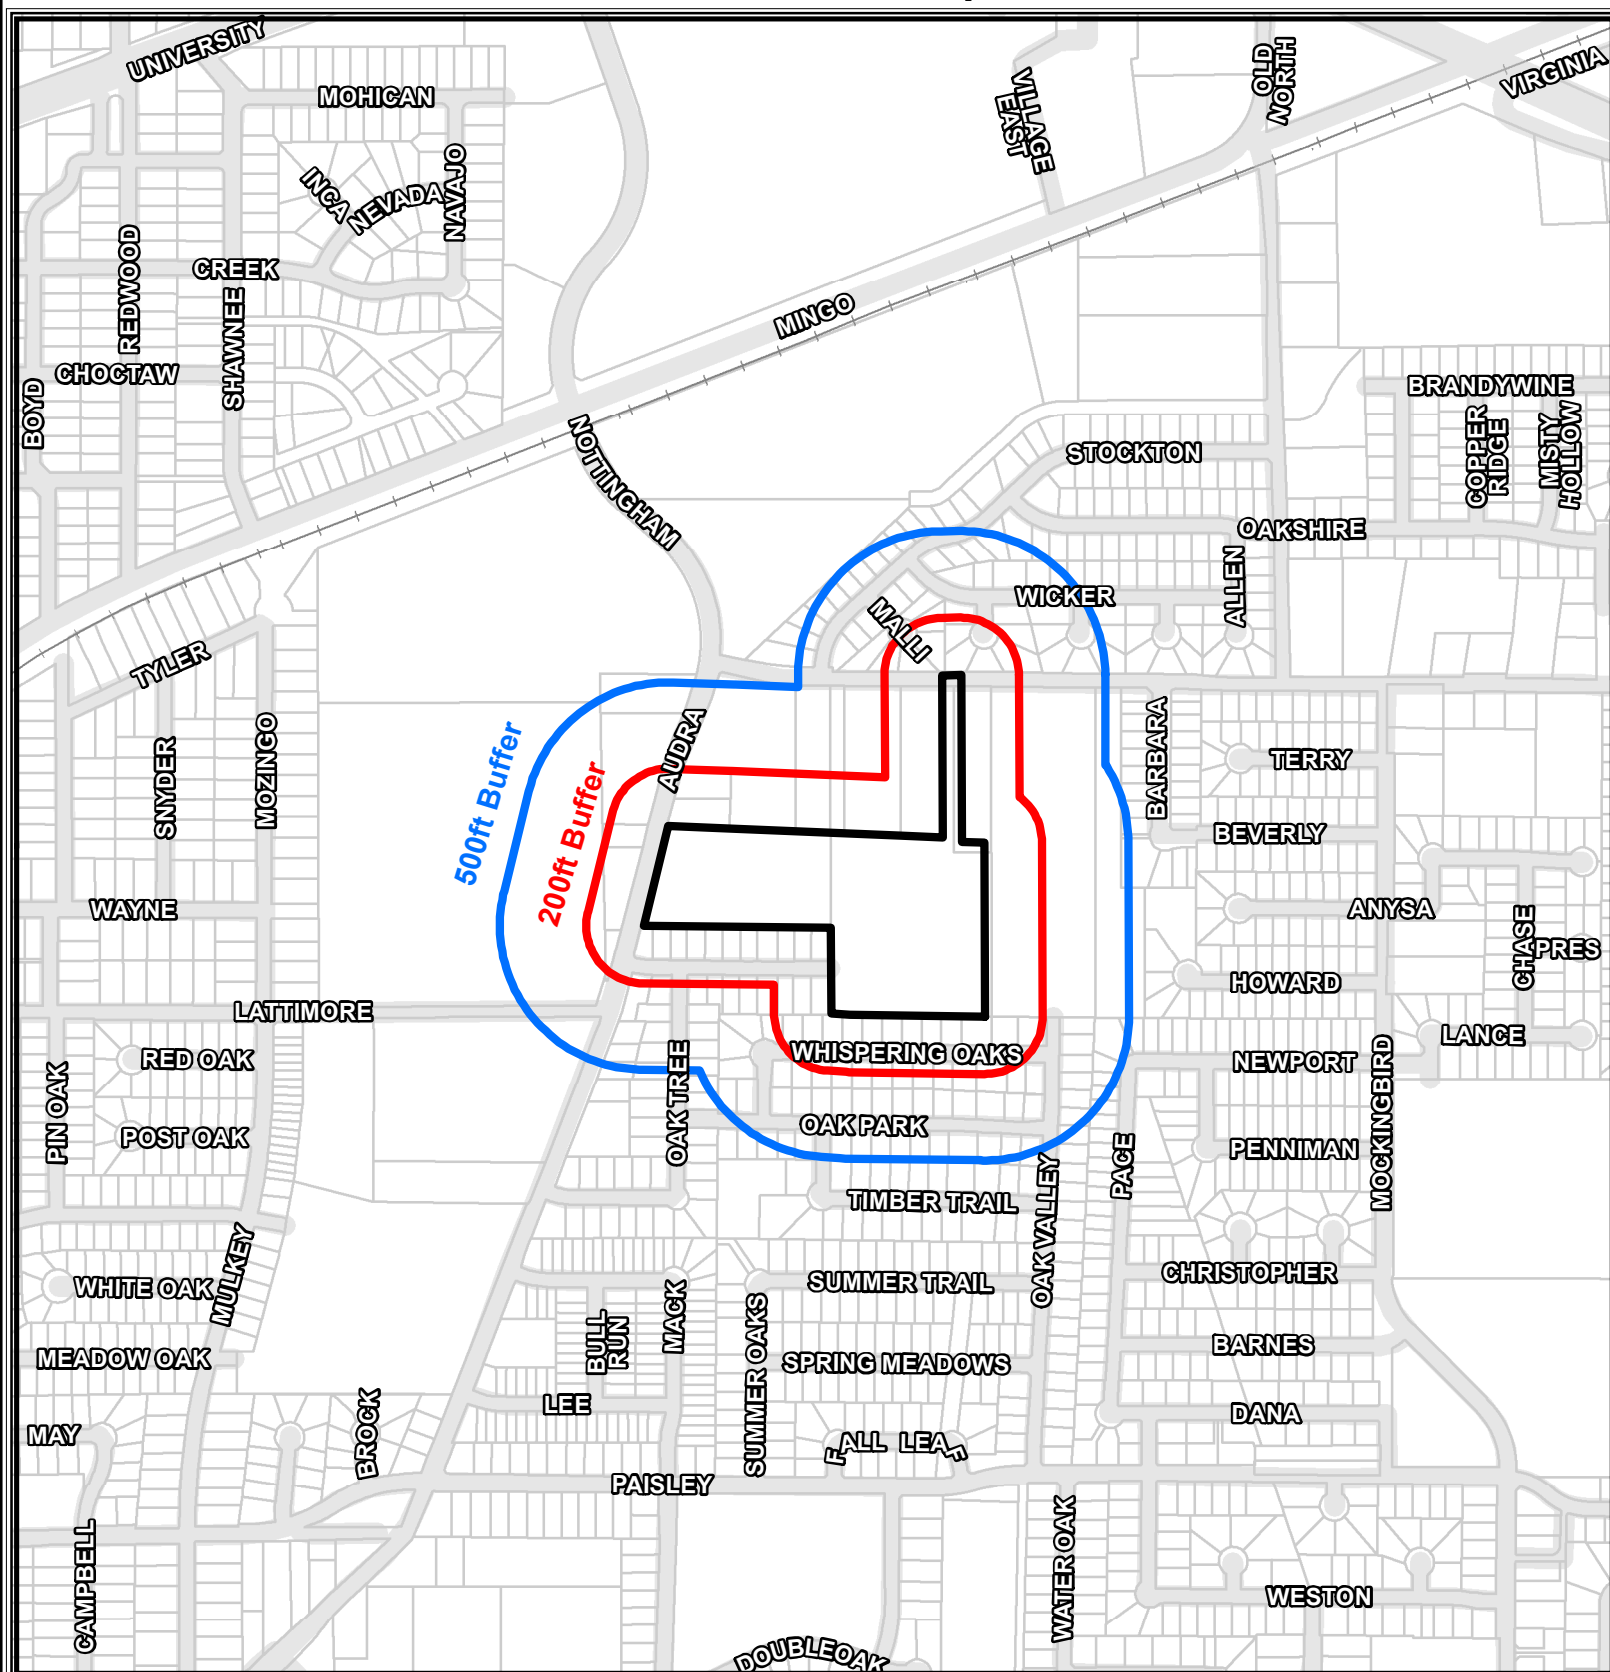 UNIVERSITY
MOHICAN
VILLAGE
EAST
OLD
NORTH
VIRGINIA
INCA
NEVADA
NAVAJO
REDWOOD
CREEK
SHAWNEE
MINGO
CHOCTAW
BOYD
BRANDYWINE
COPPER
RIDGE
MISTY
HOLLOW
NOTTINGHAM
STOCKTON
OAKSHIRE
ALLEN
WICKER
MALLI
TYLER
SNYDER
MOZINGO
AUDRA
500ft Buffer
200ft Buffer
BARBARA
TERRY
BEVERLY
WAYNE
ANYSA
CHASE
PRES
HOWARD
LATTIMORE
LANCE
RED OAK
WHISPERING OAKS
NEWPORT
MOCKINGBIRD
PIN OAK
OAK TREE
POST OAK
OAK PARK
PACE
PENNIMAN
TIMBER TRAIL
OAK VALLEY
MULKEY
WHITE OAK
SUMMER TRAIL
CHRISTOPHER
MACK
BULL
RUN
SUMMER OAKS
BARNES
MEADOW OAK
SPRING MEADOWS
LEE
BROCK
DANA
MAY
FALL LEAF
PAISLEY
CAMPBELL
WATER OAK
WESTON
DOUBLEOAK